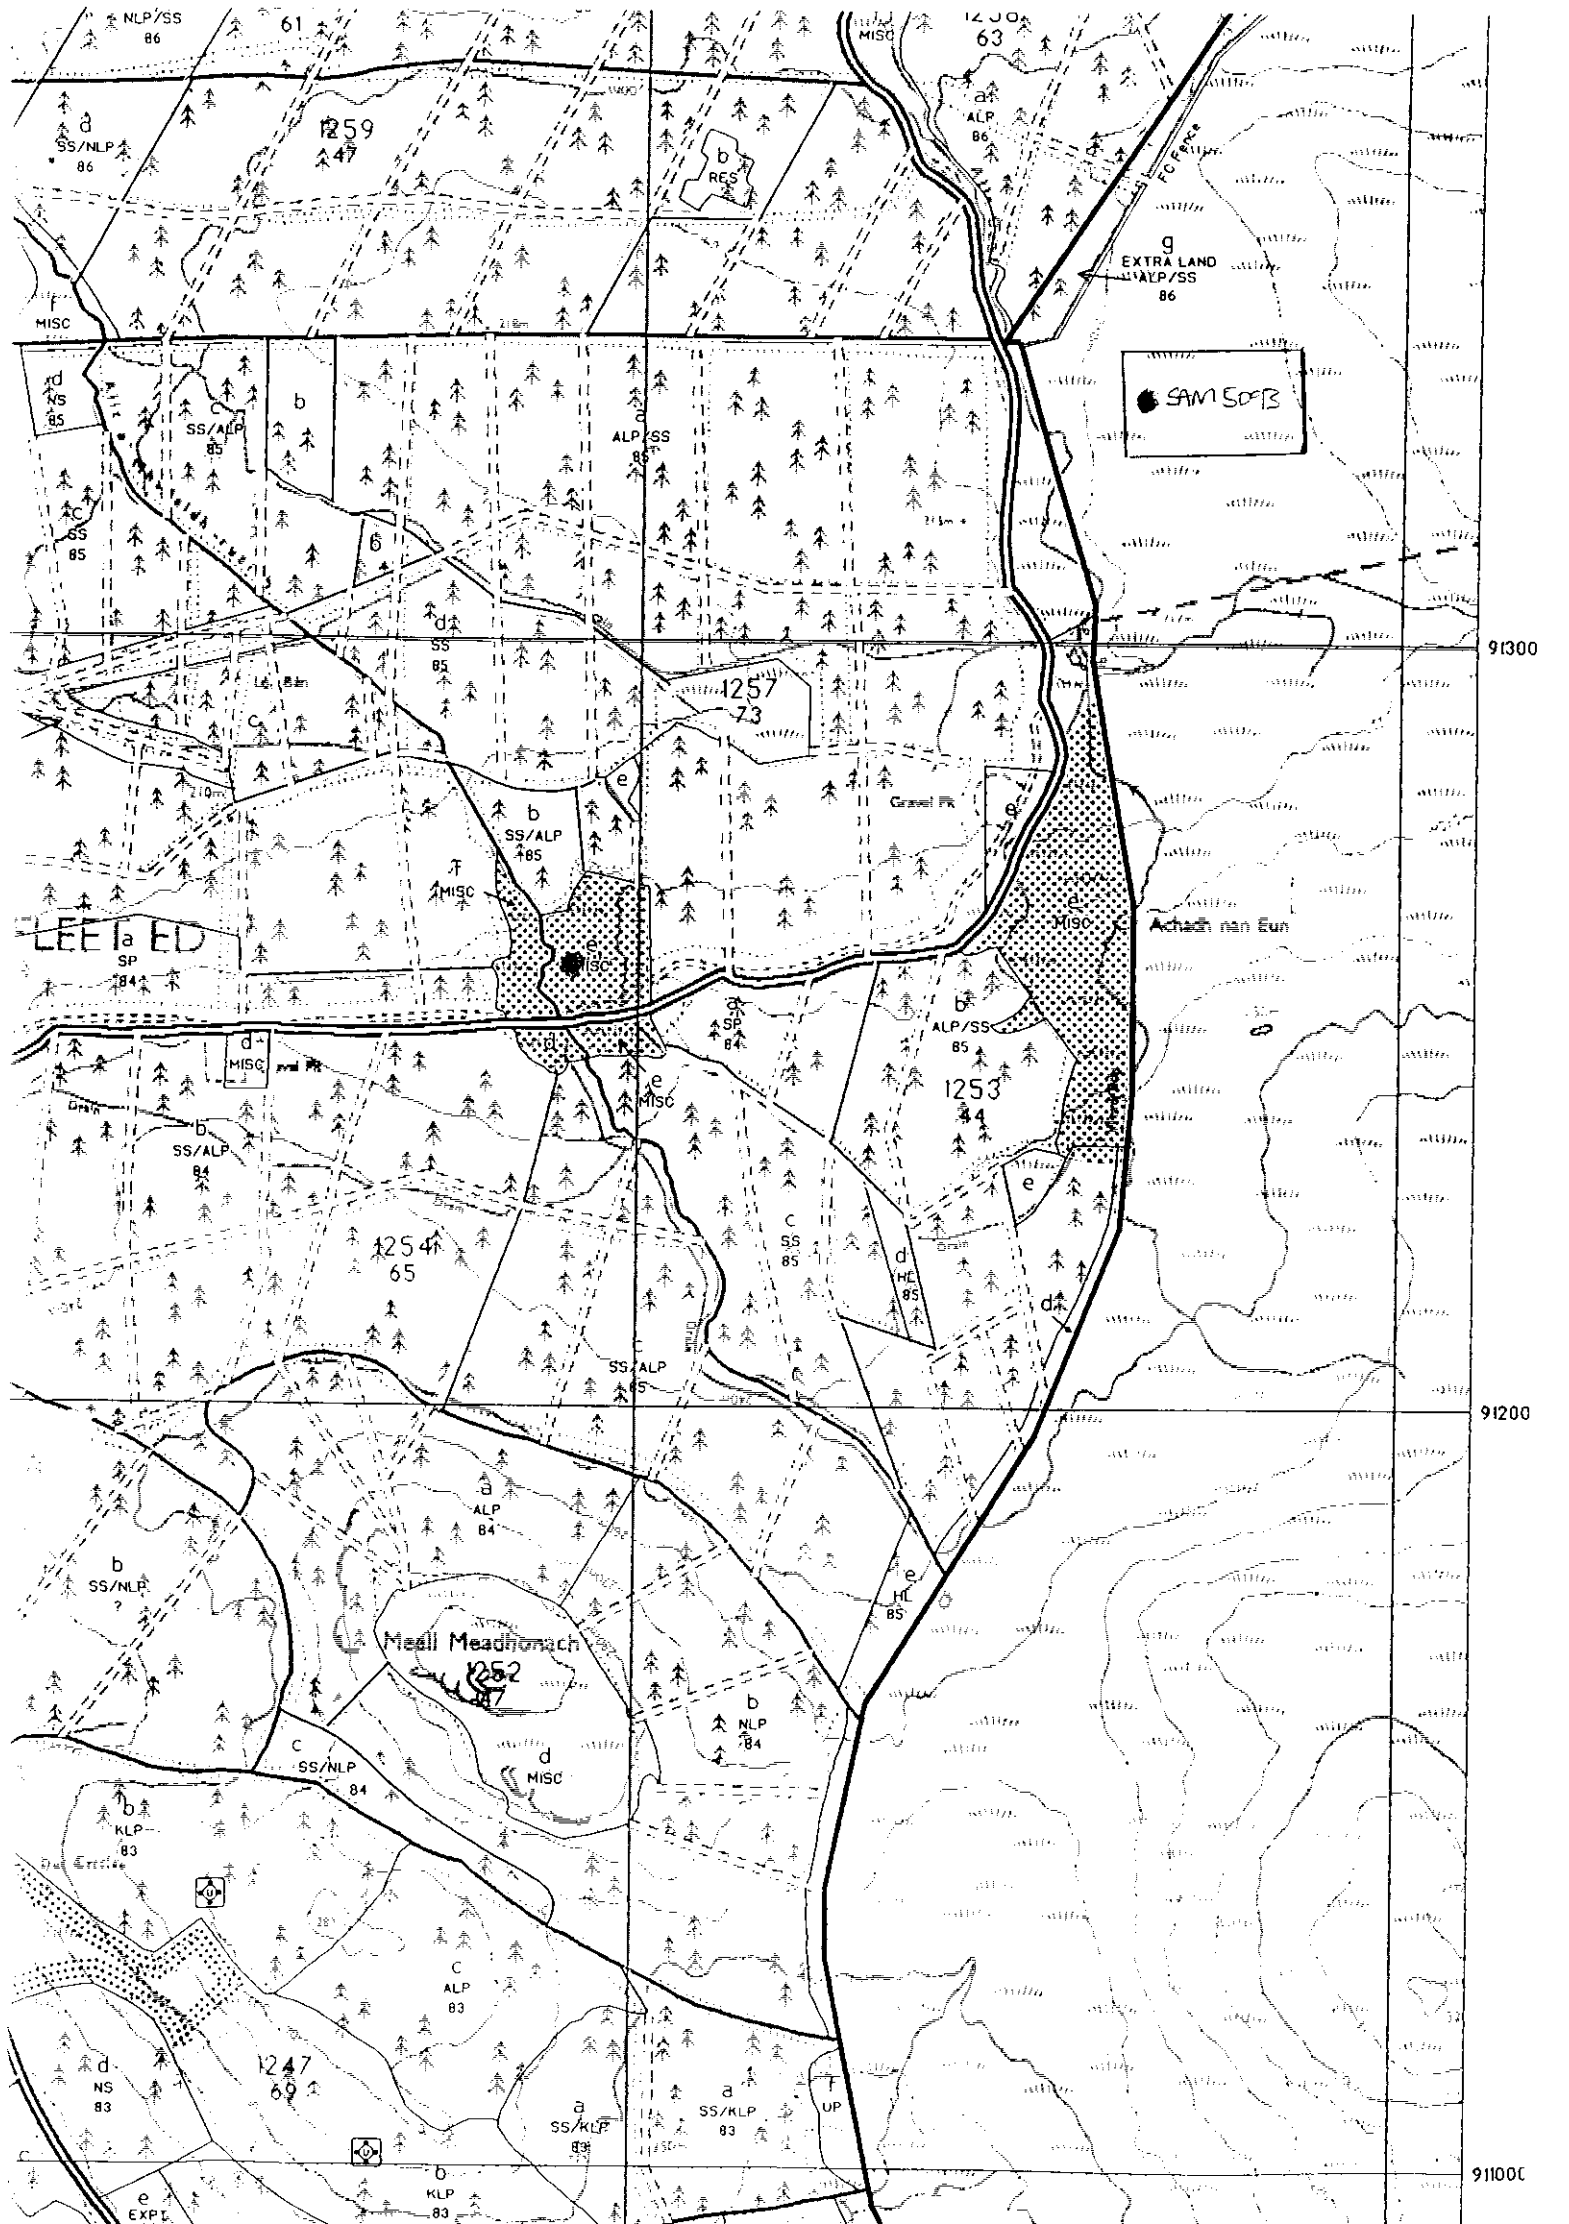 NLP/SS
86
61
MISC
63
a
SS/NLP
86
1259
47
b
RES
a
ALP
86
FC Fence
g
EXTRA LAND
ALP/SS
86
MISC
d
NS
85
Allt
c
SS/ALP
85
b
a
ALP/SS
85
SAM 5093
c
SS
85
6
d
SS
85
91300
1257
73
c
210m
e
Gravel Pit
e
b
SS/ALP
85
f
MISC
e
MISC
Achadh nan Eun
a
SP
84
e
MISC
a
SP
84
b
ALP/SS
85
d
MISC
d
e
MISC
1253
44
Drain
b
SS/ALP
84
e
c
SS
85
d
HL
85
Drain
1254
65
d
c
SS/ALP
85
91200
a
ALP
84
b
SS/NLP
?
e
HL
85
Meall Meadhonach
1252
47
b
NLP
84
c
SS/NLP
84
d
MISC
b
KLP
83
U
c
ALP
83
d
NS
83
1247
69
a
SS/KLP
83
a
SS/KLP
83
f
UP
U
b
KLP
83
e
EXPT